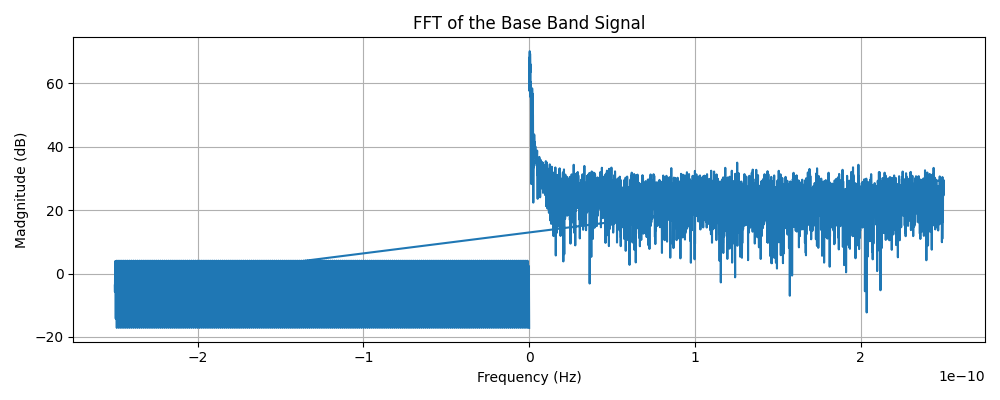 FFT of the Base Band Signal
Madgnitude (dB)
60
40
20
0
−20
−2
−1
0
1
2
1e−10
Frequency (Hz)